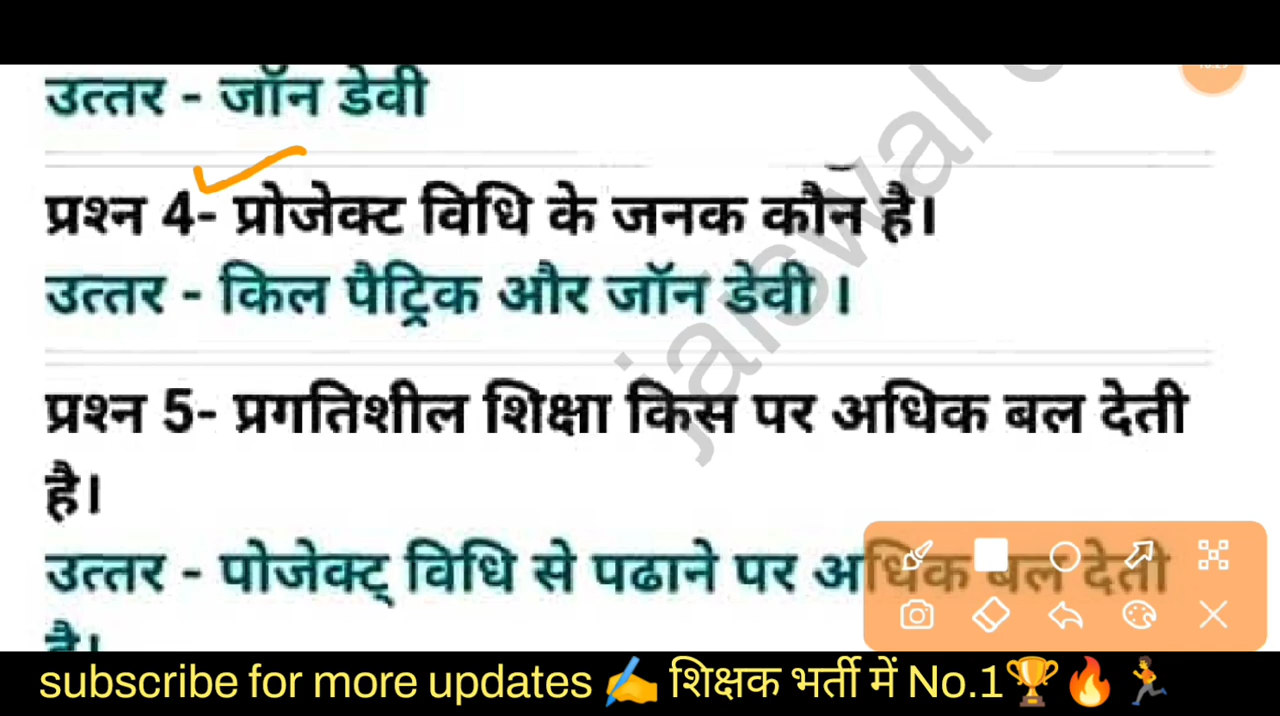 उत्तर - जॉन डेवी
प्रश्न 4- प्रोजेक्ट विधि के जनक कौन है।
उत्तर - किल पैट्रिक और जॉन डेवी ।
प्रश्न 5- प्रगतिशील शिक्षा किस पर अधिक बल देती
है।
उत्तर - पोजेक्ट् विधि से पढाने पर अधिक बल देती
है।
jaiswal
subscribe for more updates ✍️ शिक्षक भर्ती में No.1🏆🔥🏃